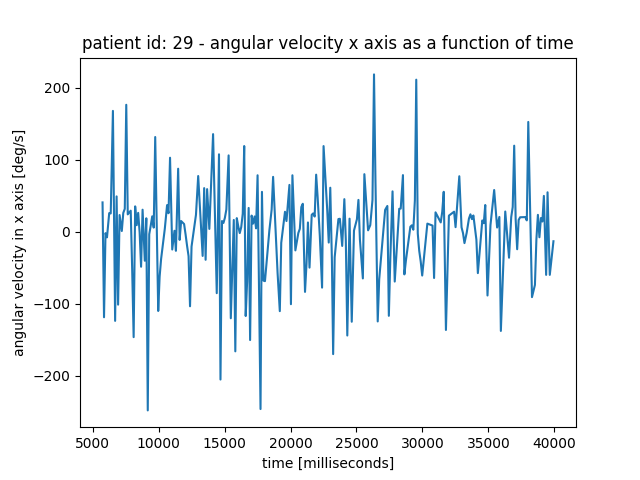 patient id: 29 - angular velocity x axis as a function of time
angular velocity in x axis [deg/s]
200
100
0
−100
−200
5000 10000 15000 20000 25000 30000 35000 40000
time [milliseconds]